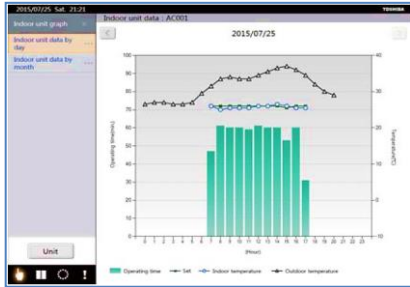 2015/07/25 Sat. 21:21
TOSHIBA
Indoor unit graph
Indoor unit data : AC001
Indoor unit data by
day
...
Indoor unit data by
month
...
Unit
!
<
2015/07/25
>
100
90
80
70
60
50
40
30
20
10
0
Operating time(min.)
40
30
20
10
0
-10
Temperature(°C)
0 1 2 3 4 5 6 7 8 9 10 11 12 13 14 15 16 17 18 19 20 21 22 23
(Hour)
Operating time Set Indoor temperature Outdoor temperature